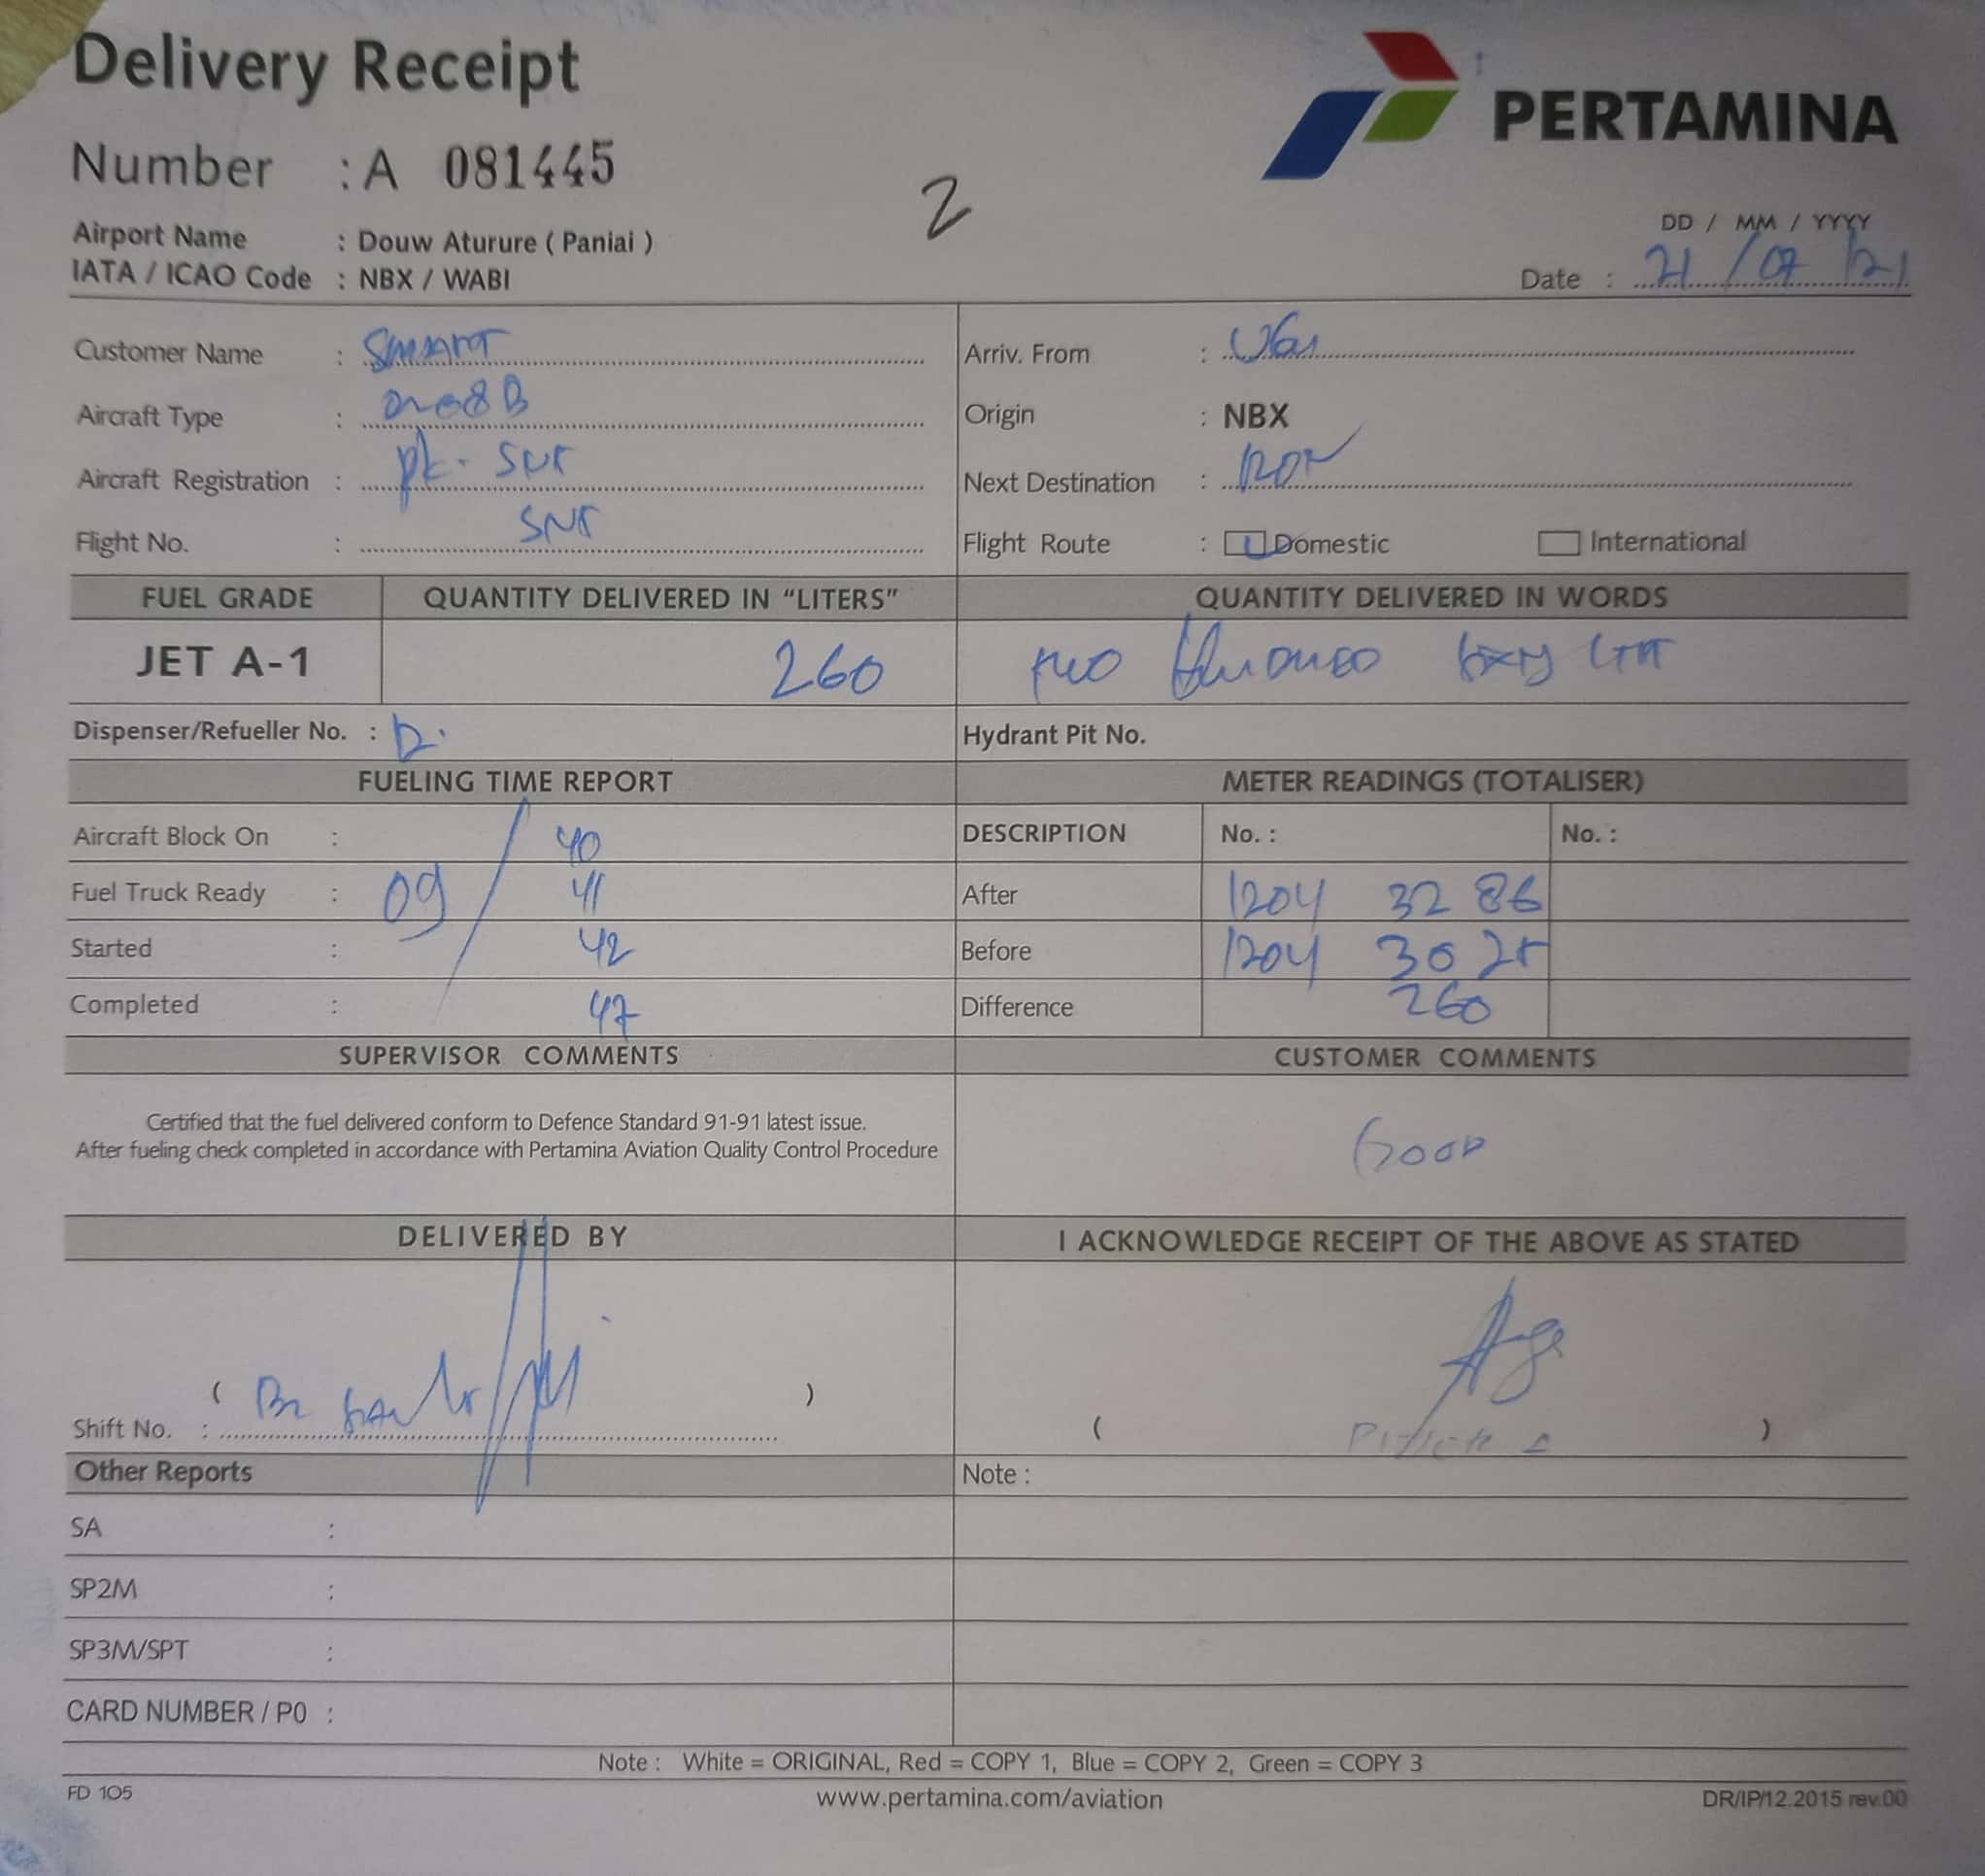 Delivery Receipt
PERTAMINA
Number : A 081445
2
Airport Name : Douw Aturure ( Paniai )
IATA / ICAO Code : NBX / WABI
DD / MM / YYYY
Date : 21 / 07 / 21
Customer Name : SMART
Arriv. From :
Aircraft Type :
Origin : NBX
Aircraft Registration : PK-
Next Destination : RON
Flight No. :
Flight Route : Domestic International
FUEL GRADE QUANTITY DELIVERED IN "LITERS" QUANTITY DELIVERED IN WORDS
JET A-1 260 TWO HUNDRED SIXTY LTR
Dispenser/Refueller No. :
Hydrant Pit No.
FUELING TIME REPORT METER READINGS (TOTALISER)
Aircraft Block On : 40 DESCRIPTION No. : No. :
Fuel Truck Ready : 09 / 41 After 1204 32 86
Started : 42 Before 1204 30 25
Completed : 47 Difference 260
SUPERVISOR COMMENTS CUSTOMER COMMENTS
Certified that the fuel delivered conform to Defence Standard 91-91 latest issue.
After fueling check completed in accordance with Pertamina Aviation Quality Control Procedure
GOOD
DELIVERED BY I ACKNOWLEDGE RECEIPT OF THE ABOVE AS STATED
( )
Shift No. :
( )
Other Reports Note :
SA :
SP2M :
SP3M/SPT :
CARD NUMBER / P0 :
Note : White = ORIGINAL, Red = COPY 1, Blue = COPY 2, Green = COPY 3
FD 105 www.pertamina.com/aviation DR/IP/12.2015 rev.00